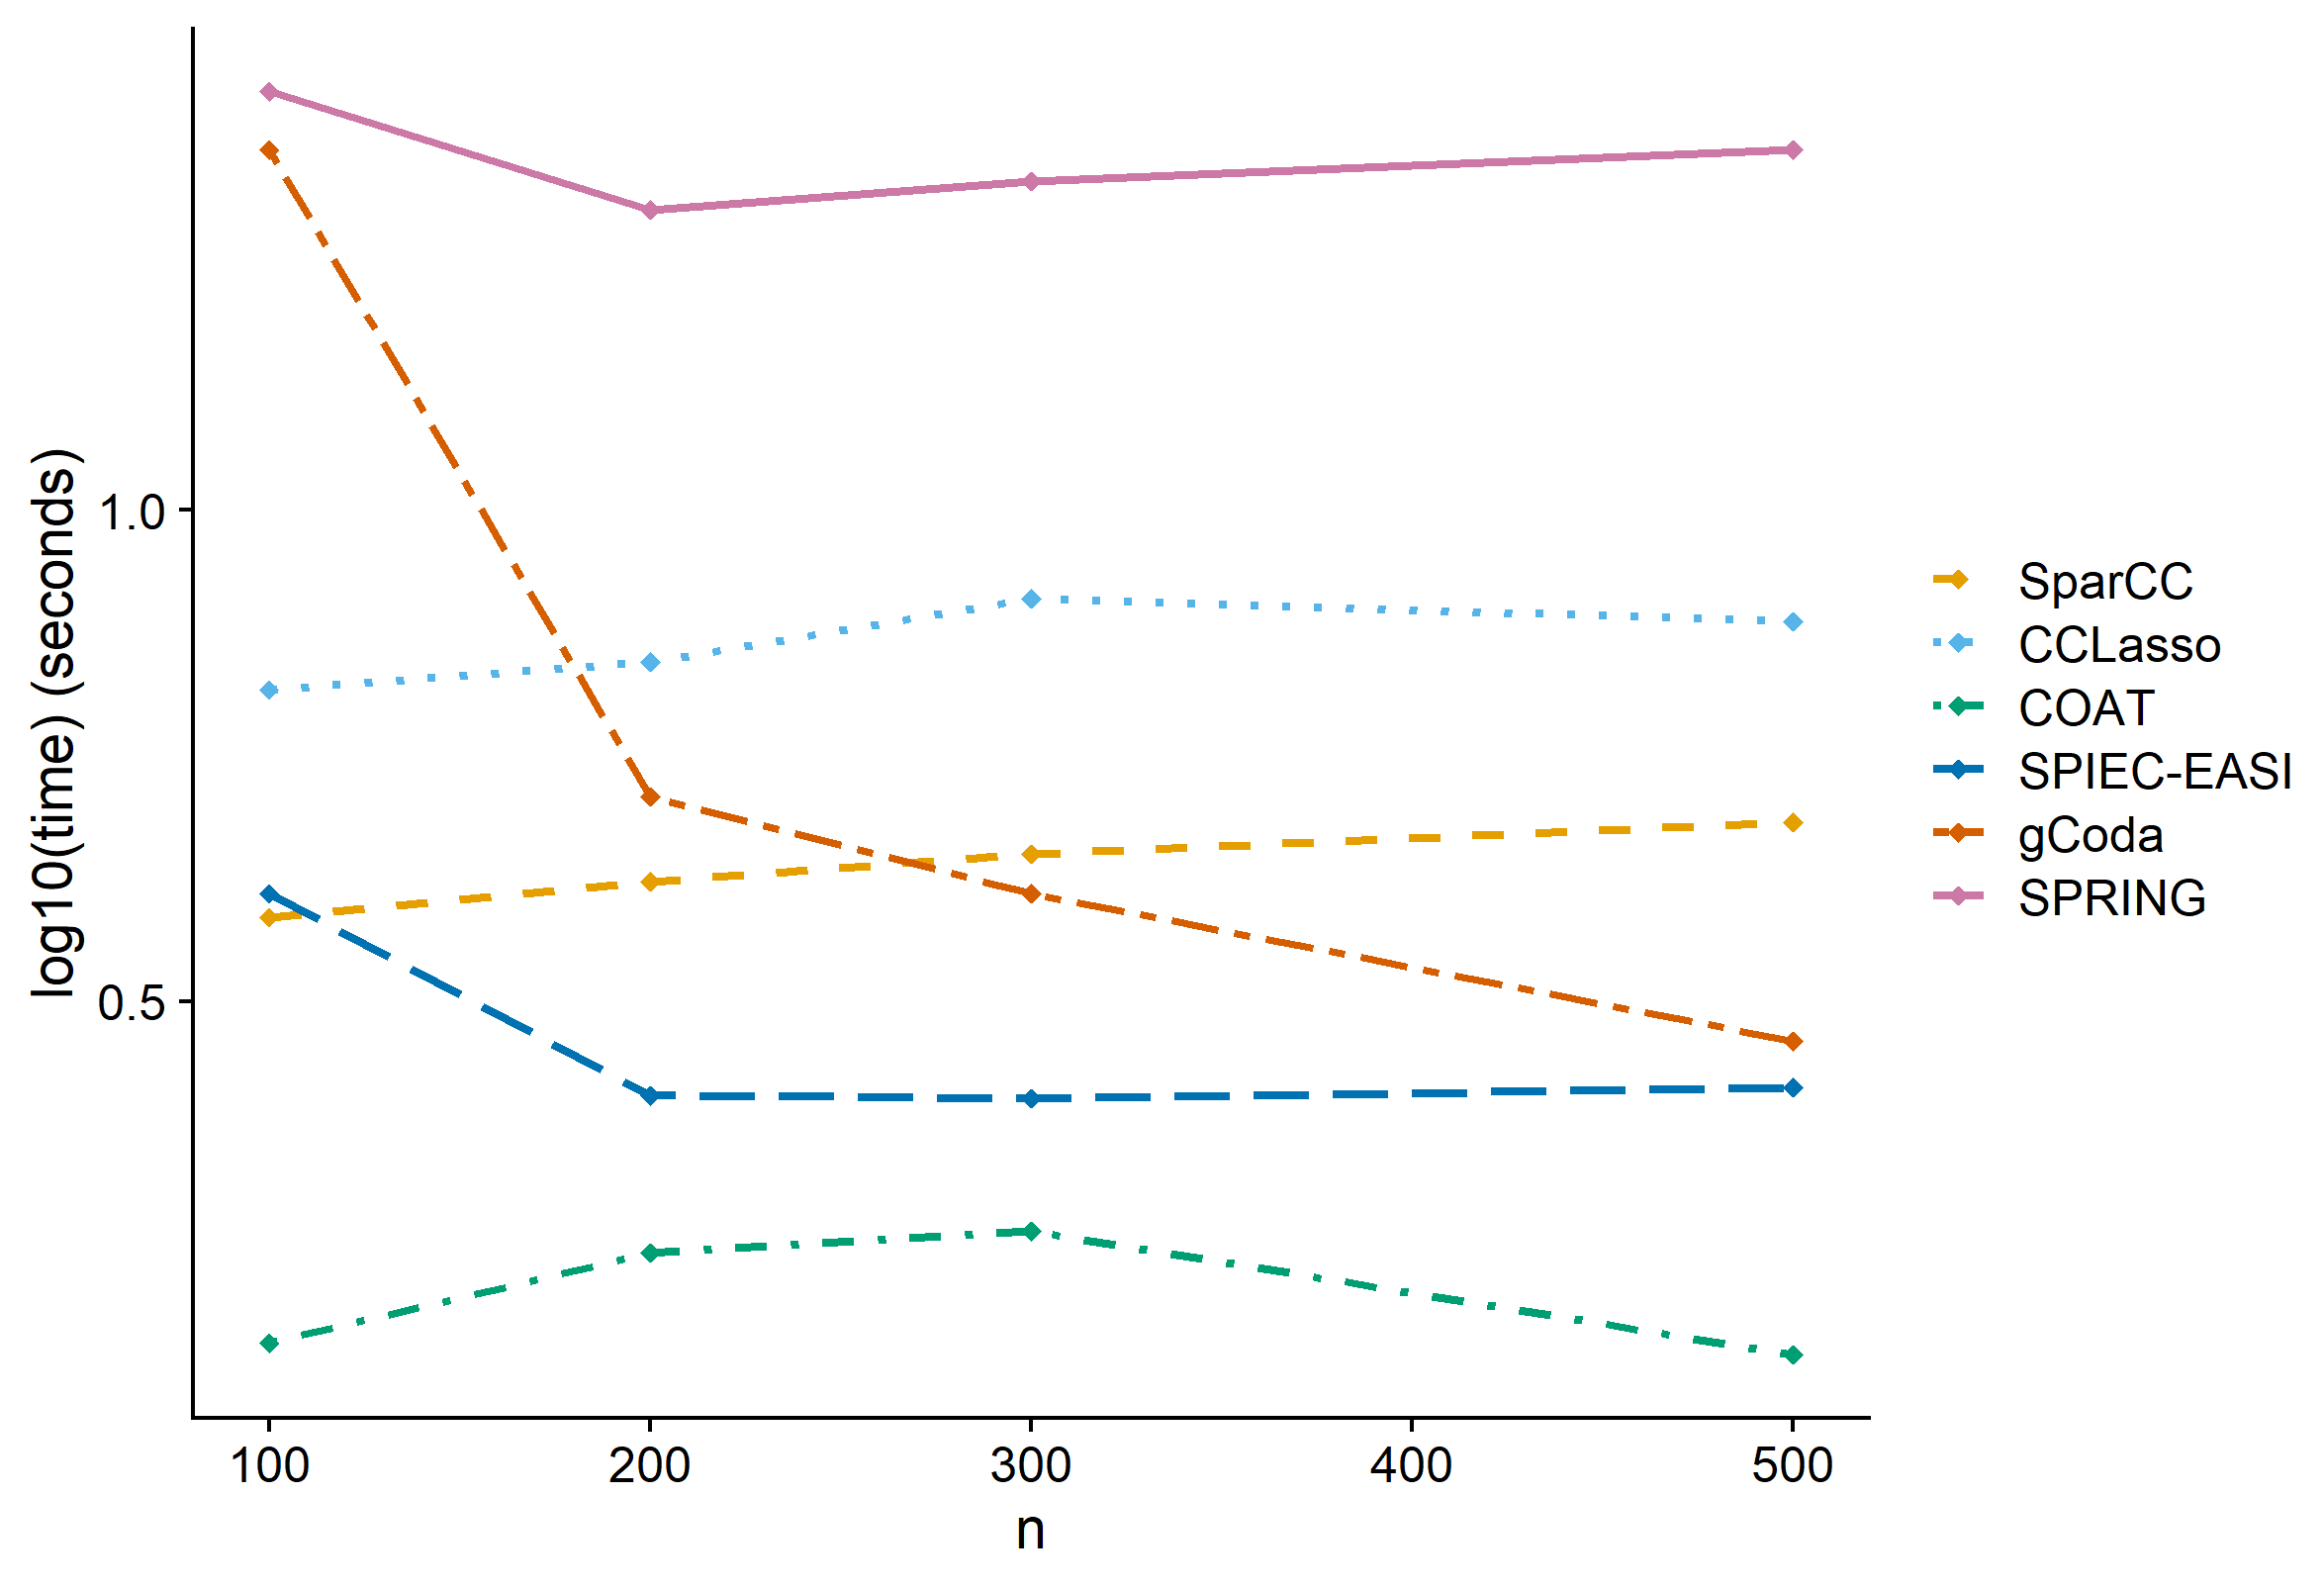 log10(time) (seconds)
1.0
0.5
100 200 300 400 500
n
SparCC
CCLasso
COAT
SPIEC-EASI
gCoda
SPRING